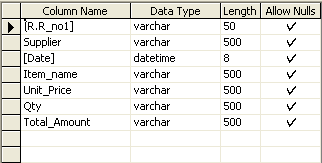 Column Name Data Type Length Allow Nulls
[R.R_no1] varchar 50
Supplier varchar 500
[Date] datetime 8
Item_name varchar 500
Unit_Price varchar 500
Qty varchar 500
Total_Amount varchar 500